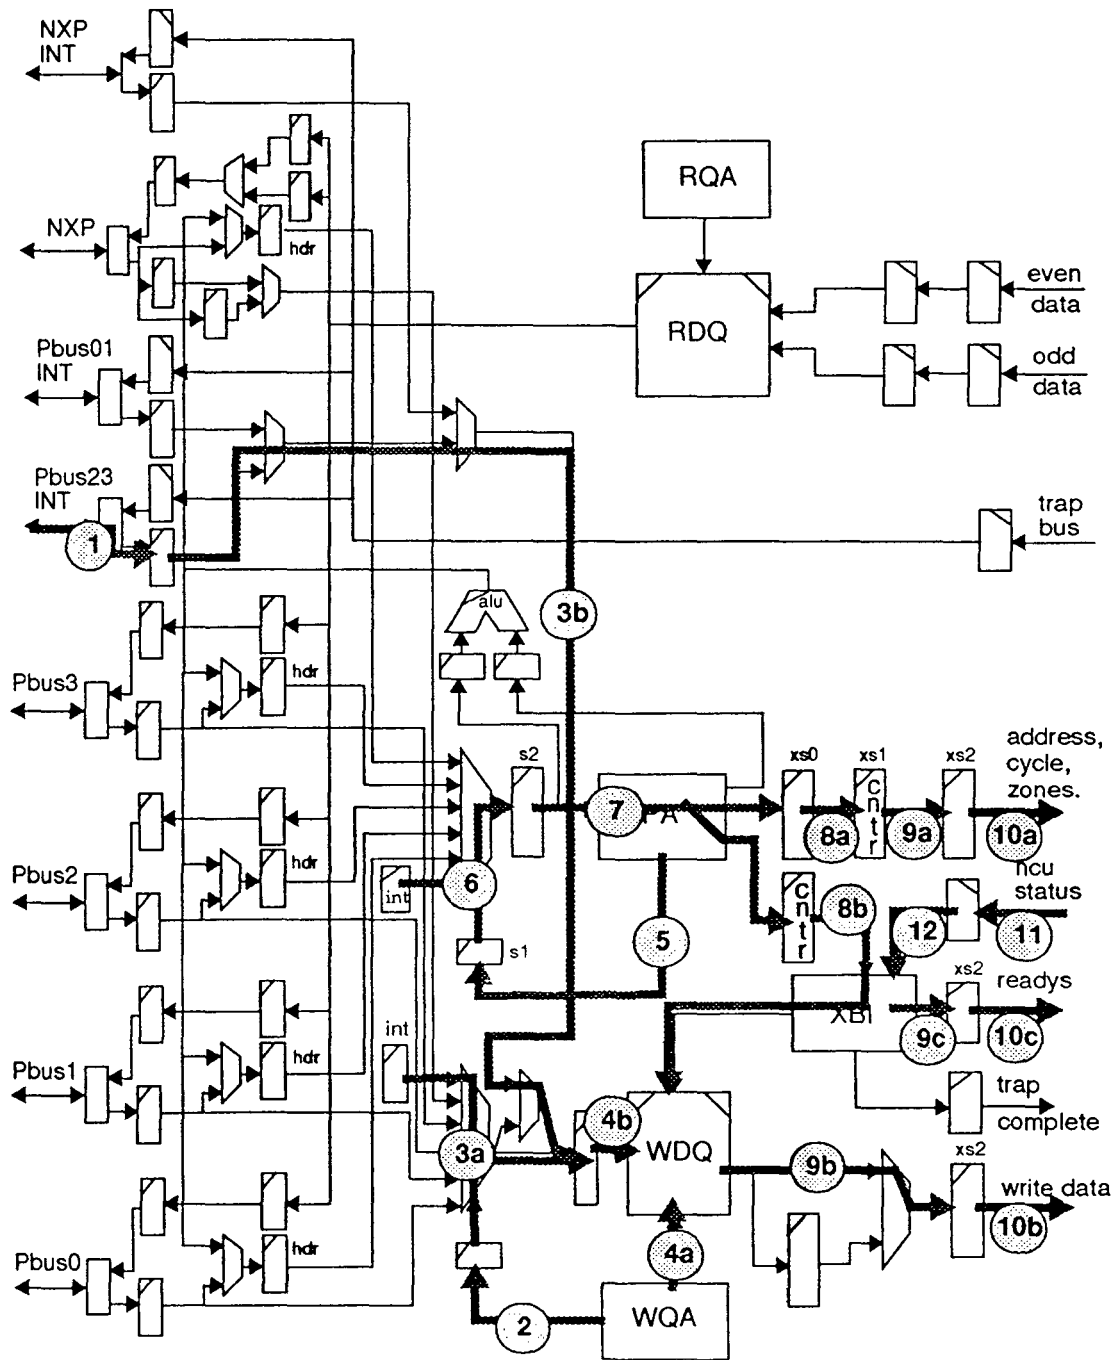 NXP
INT
RQA
NXP
hdr
even
data
RDQ
Pbus01
INT
odd
data
Pbus23
INT
trap
bus
1
alu
3b
hdr
Pbus3
address,
cycle,
zones.
s2
xs0
xs1
xs2
cntr
7
8a
9a
10a
Pbus2
hdr
6
int
cntr
8b
ncu
status
12
11
5
s1
xs2
readys
9c
10c
Pbus1
hdr
int
trap
complete
4b
3a
WDQ
9b
xs2
write data
10b
4a
Pbus0
hdr
2
WQA